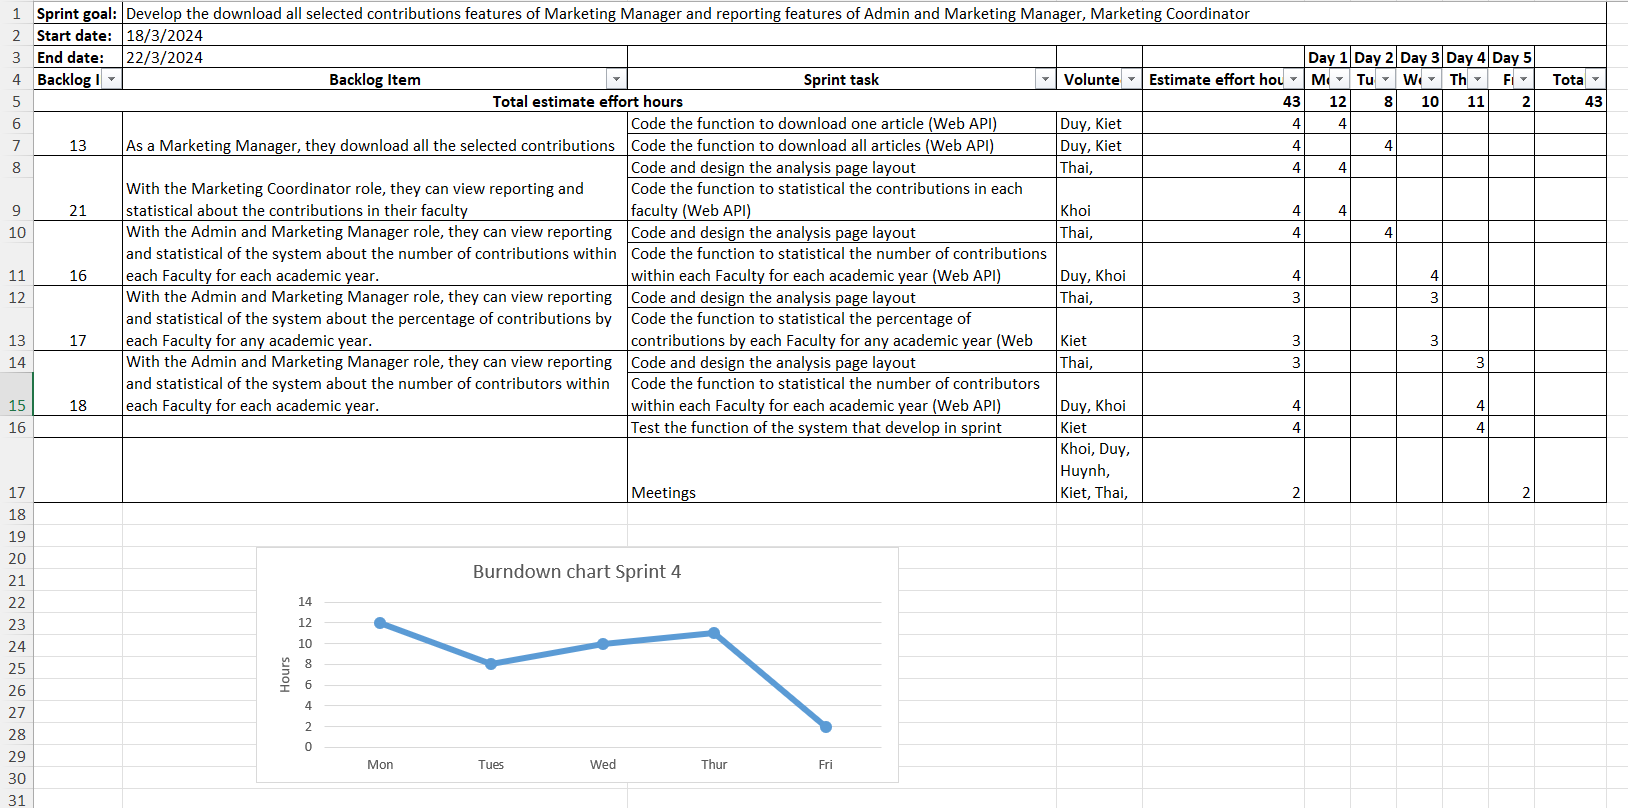 1 Sprint goal: Develop the download all selected contributions features of Marketing Manager and reporting features of Admin and Marketing Manager, Marketing Coordinator
2 Start date: 18/3/2024
3 End date: 22/3/2024 Day 1 Day 2 Day 3 Day 4 Day 5
4 Backlog I Backlog Item Sprint task Volunte Estimate effort hou Mo Tu We Th Fr Tota
5 Total estimate effort hours 43 12 8 10 11 2 43
6 Code the function to download one article (Web API) Duy, Kiet 4 4
7 13 As a Marketing Manager, they download all the selected contributions Code the function to download all articles (Web API) Duy, Kiet 4 4
8 Code and design the analysis page layout Thai, 4 4
With the Marketing Coordinator role, they can view reporting and Code the function to statistical the contributions in each
9 21 statistical about the contributions in their faculty faculty (Web API) Khoi 4 4
10 With the Admin and Marketing Manager role, they can view reporting Code and design the analysis page layout Thai, 4 4
and statistical of the system about the number of contributions within Code the function to statistical the number of contributions
11 16 each Faculty for each academic year. within each Faculty for each academic year (Web API) Duy, Khoi 4 4
12 With the Admin and Marketing Manager role, they can view reporting Code and design the analysis page layout Thai, 3 3
and statistical of the system about the percentage of contributions by Code the function to statistical the percentage of
13 17 each Faculty for any academic year. contributions by each Faculty for any academic year (Web Kiet 3 3
14 With the Admin and Marketing Manager role, they can view reporting Code and design the analysis page layout Thai, 3 3
and statistical of the system about the number of contributors within Code the function to statistical the number of contributors
15 18 each Faculty for each academic year. within each Faculty for each academic year (Web API) Duy, Khoi 4 4
16 Test the function of the system that develop in sprint Kiet 4 4
Khoi, Duy,
Huynh,
17 Meetings Kiet, Thai, 2 2
18
19
20
21
22
23
24
25
26
27
28
29
30
31
Burndown chart Sprint 4
Hours
14
12
10
8
6
4
2
0
Mon Tues Wed Thur Fri